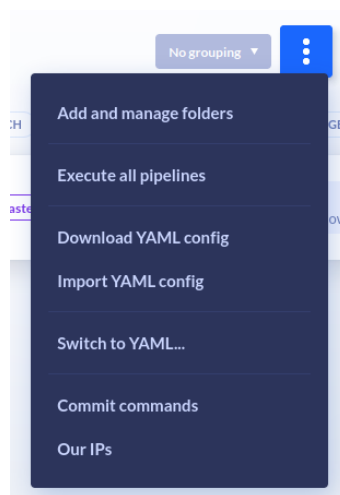 No grouping
CH
Add and manage folders
Execute all pipelines
Download YAML config
Import YAML config
Switch to YAML...
Commit commands
Our IPs